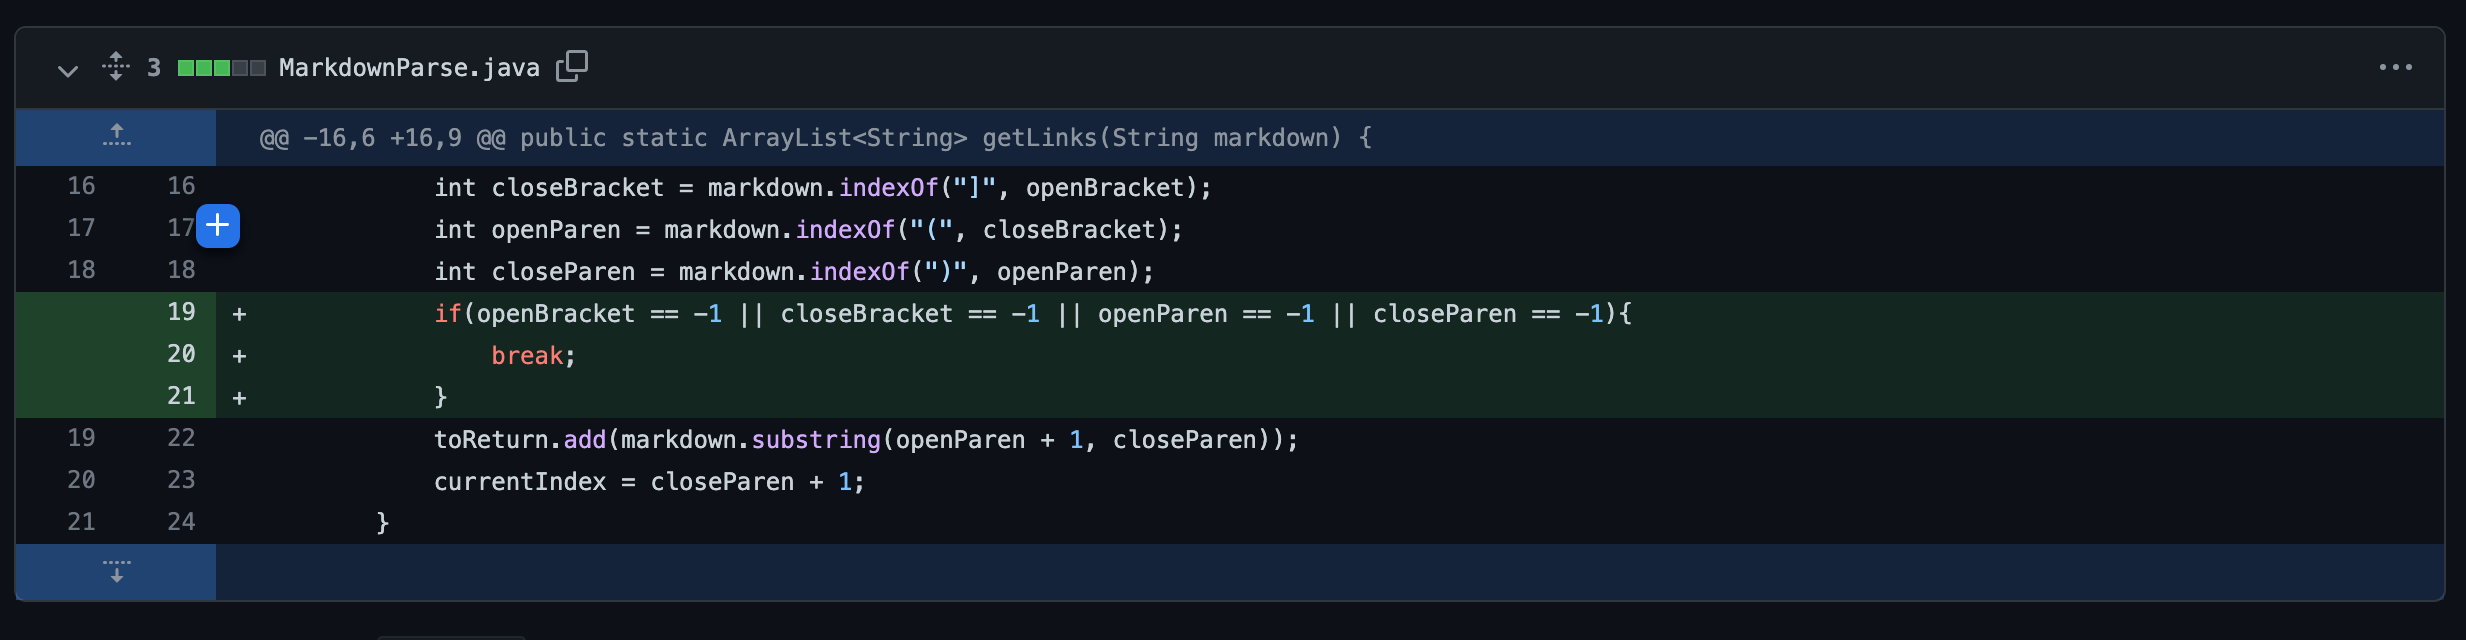 3 MarkdownParse.java
@@ -16,6 +16,9 @@ public static ArrayList<String> getLinks(String markdown) {
16 16 int closeBracket = markdown.indexOf("]", openBracket);
17 17 int openParen = markdown.indexOf("(", closeBracket);
18 18 int closeParen = markdown.indexOf(")", openParen);
19 + if(openBracket == -1 || closeBracket == -1 || openParen == -1 || closeParen == -1){
20 + break;
21 + }
19 22 toReturn.add(markdown.substring(openParen + 1, closeParen));
20 23 currentIndex = closeParen + 1;
21 24 }